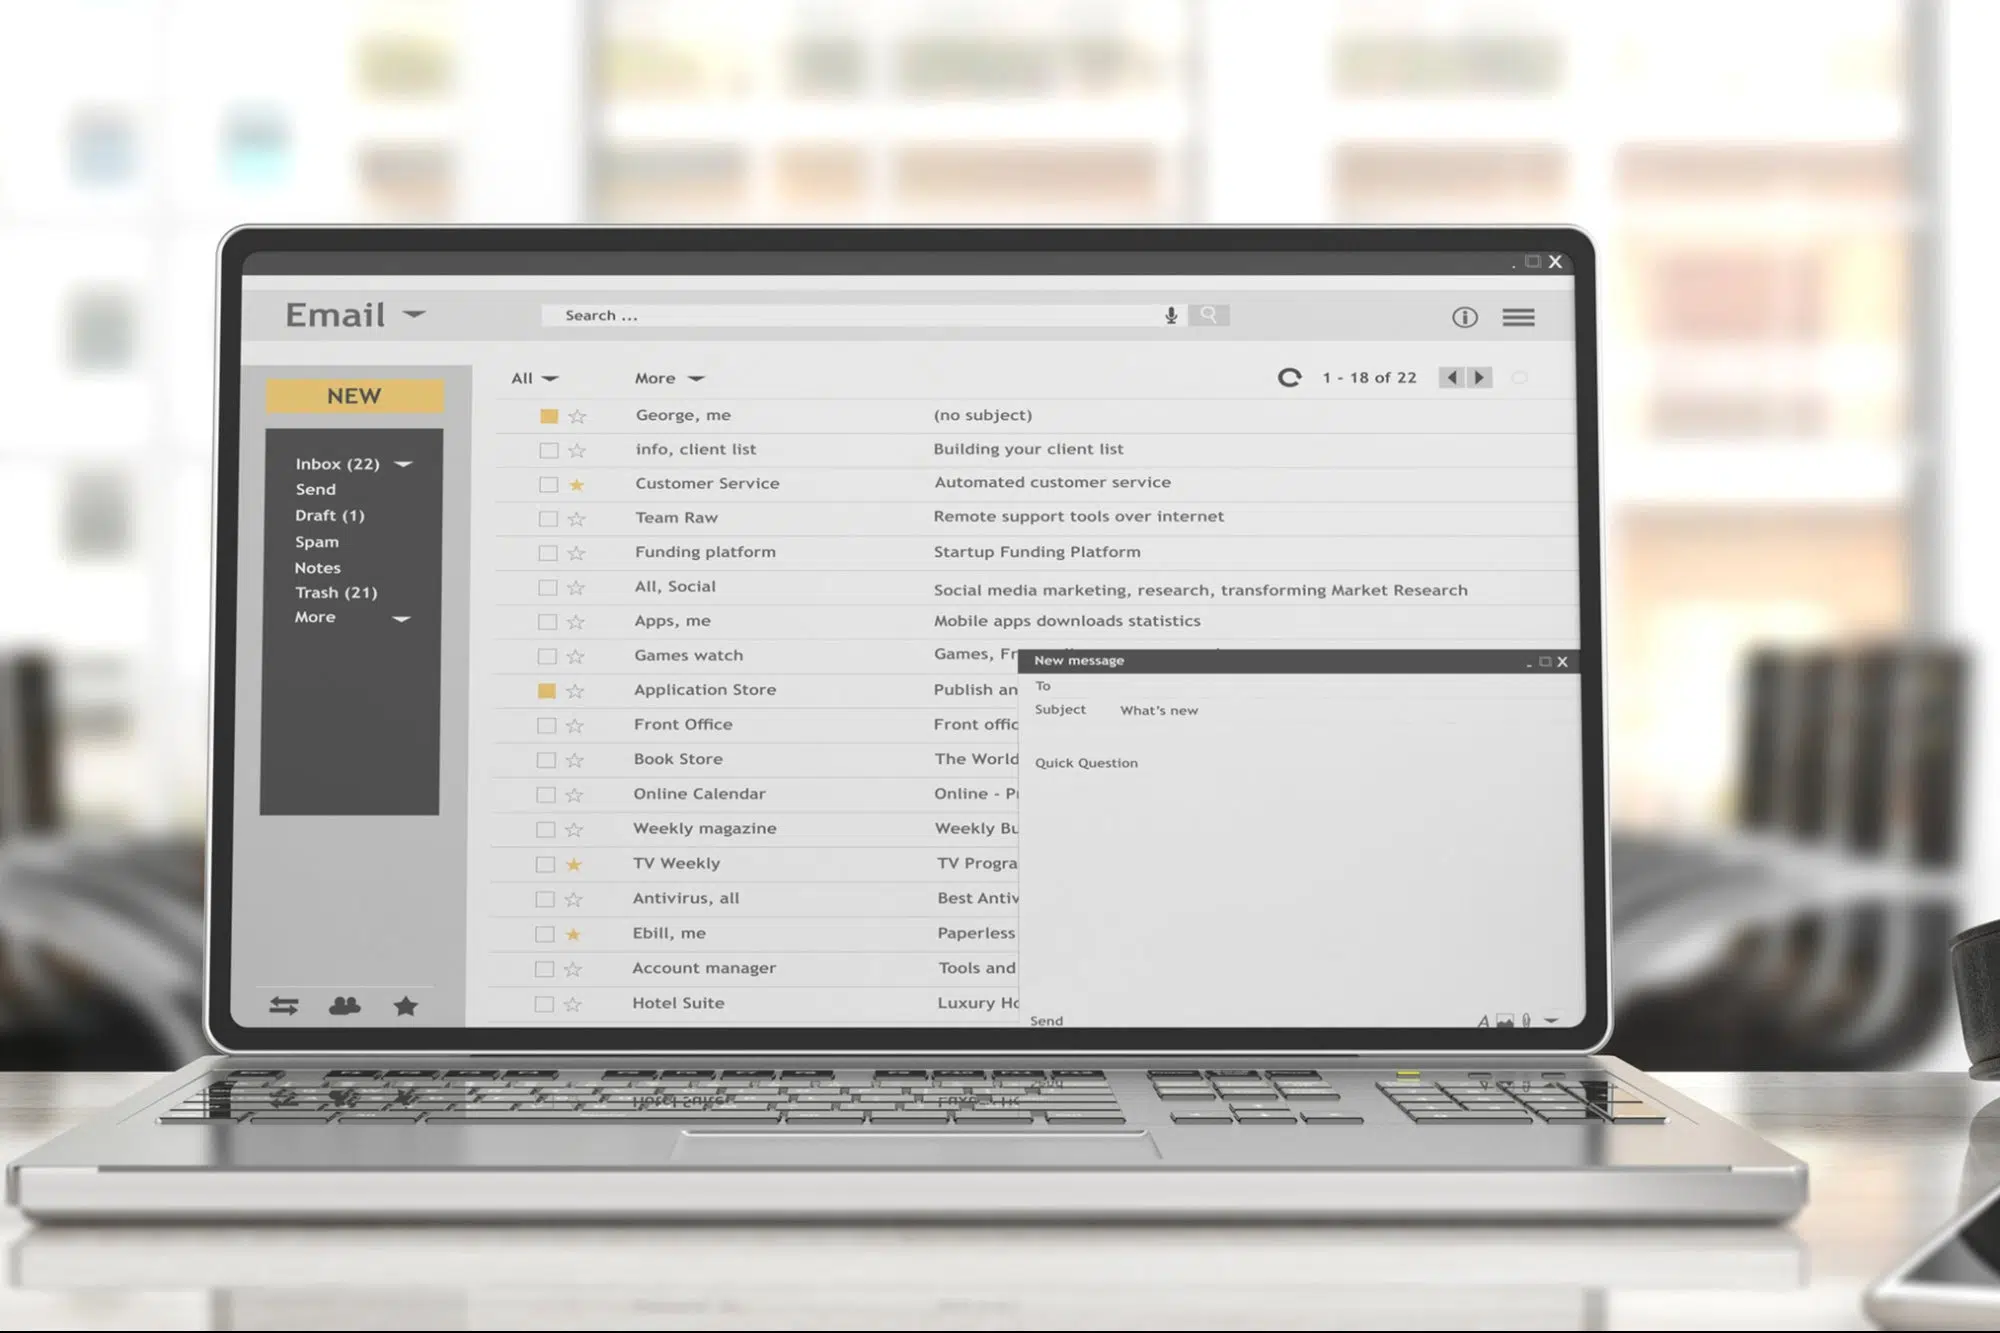 X
Email
Search ...
NEW
Inbox (22)
Send
Draft (1)
Spam
Notes
Trash (21)
More
All More 1 - 18 of 22
George, me (no subject)
info, client list Building your client list
Customer Service Automated customer service
Team Raw Remote support tools over internet
Funding platform Startup Funding Platform
All, Social Social media marketing, research, transforming Market Research
Apps, me Mobile apps downloads statistics
Games watch Games, Fr
Application Store Publish an
Front Office Front offic
Book Store The World
Online Calendar Online - P
Weekly magazine Weekly Bu
TV Weekly TV Progra
Antivirus, all Best Antiv
Ebill, me Paperless
Account manager Tools and
Hotel Suite Luxury Ho
New message X
To
Subject What's new
Quick Question
Send A